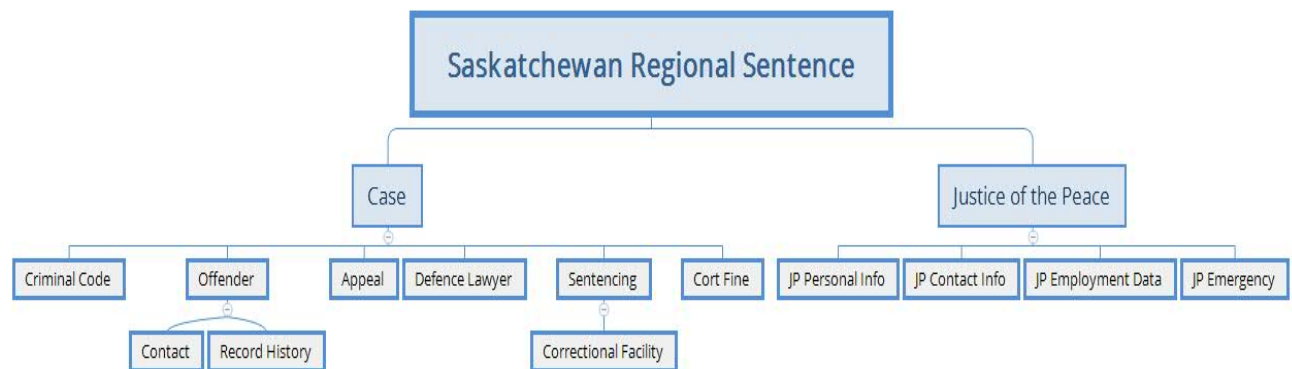 Saskatchewan Regional Sentence
Case
Justice of the Peace
Criminal Code
Offender
Appeal
Defence Lawyer
Sentencing
Cort Fine
JP Personal Info
JP Contact Info
JP Employment Data
JP Emergency
Contact
Record History
Correctional Facility